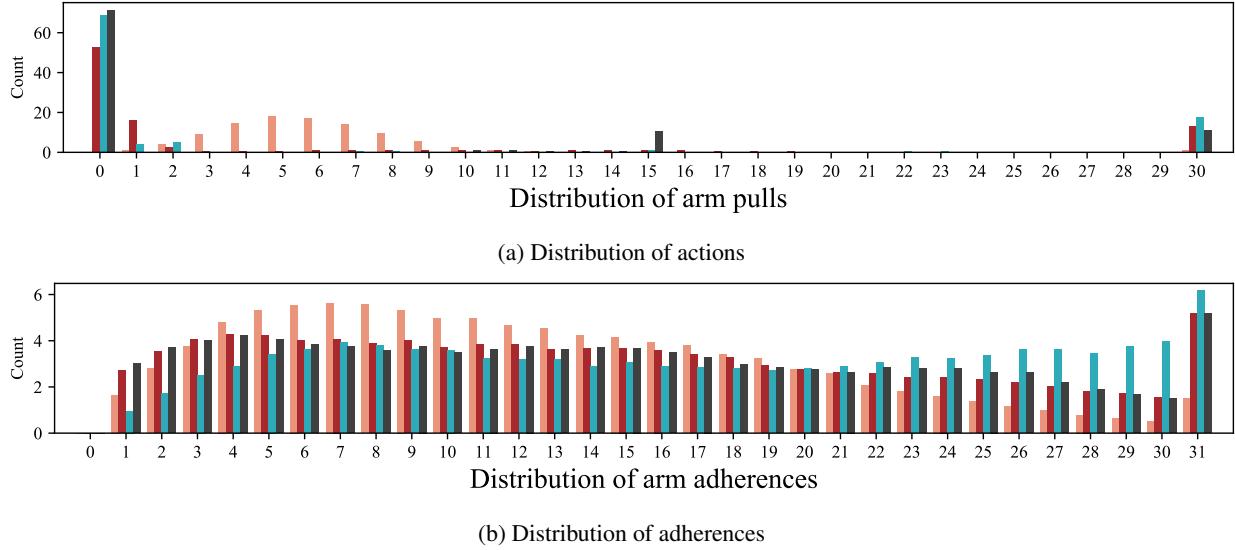 60
40
20
0
Count
0 1 2 3 4 5 6 7 8 9 10 11 12 13 14 15 16 17 18 19 20 21 22 23 24 25 26 27 28 29 30
Distribution of arm pulls
(a) Distribution of actions
6
4
2
0
Count
0 1 2 3 4 5 6 7 8 9 10 11 12 13 14 15 16 17 18 19 20 21 22 23 24 25 26 27 28 29 30 31
Distribution of arm adherences
(b) Distribution of adherences